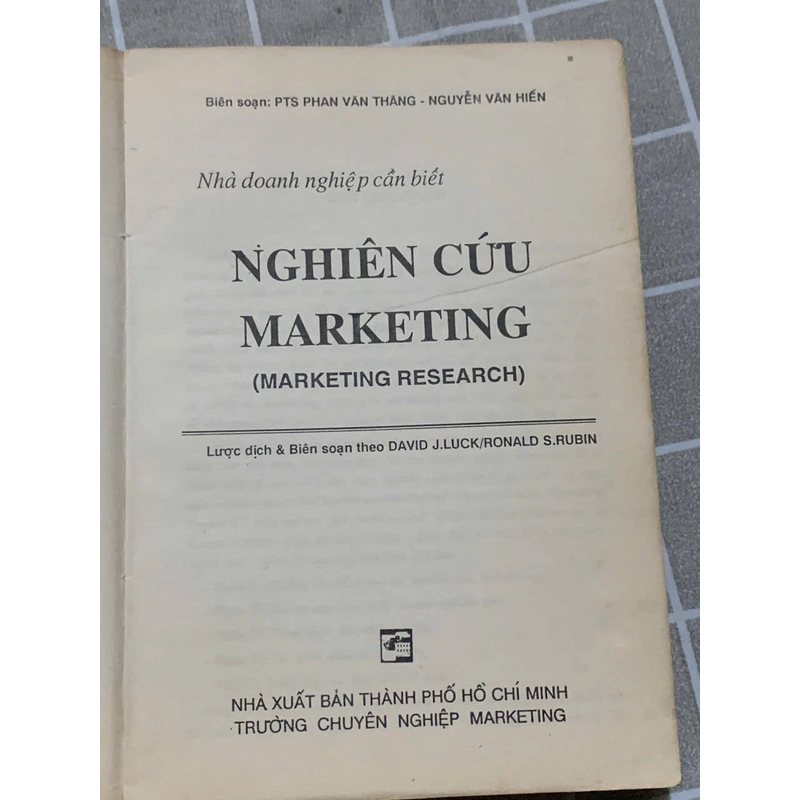 Biên soạn: PTS PHAN VĂN THĂNG - NGUYỄN VĂN HIẾN
Nhà doanh nghiệp cần biết
NGHIÊN CỨU
MARKETING
(MARKETING RESEARCH)
Lược dịch & Biên soạn theo DAVID J.LUCK/RONALD S.RUBIN
NHÀ XUẤT BẢN THÀNH PHỐ HỒ CHÍ MINH
TRƯỜNG CHUYÊN NGHIỆP MARKETING